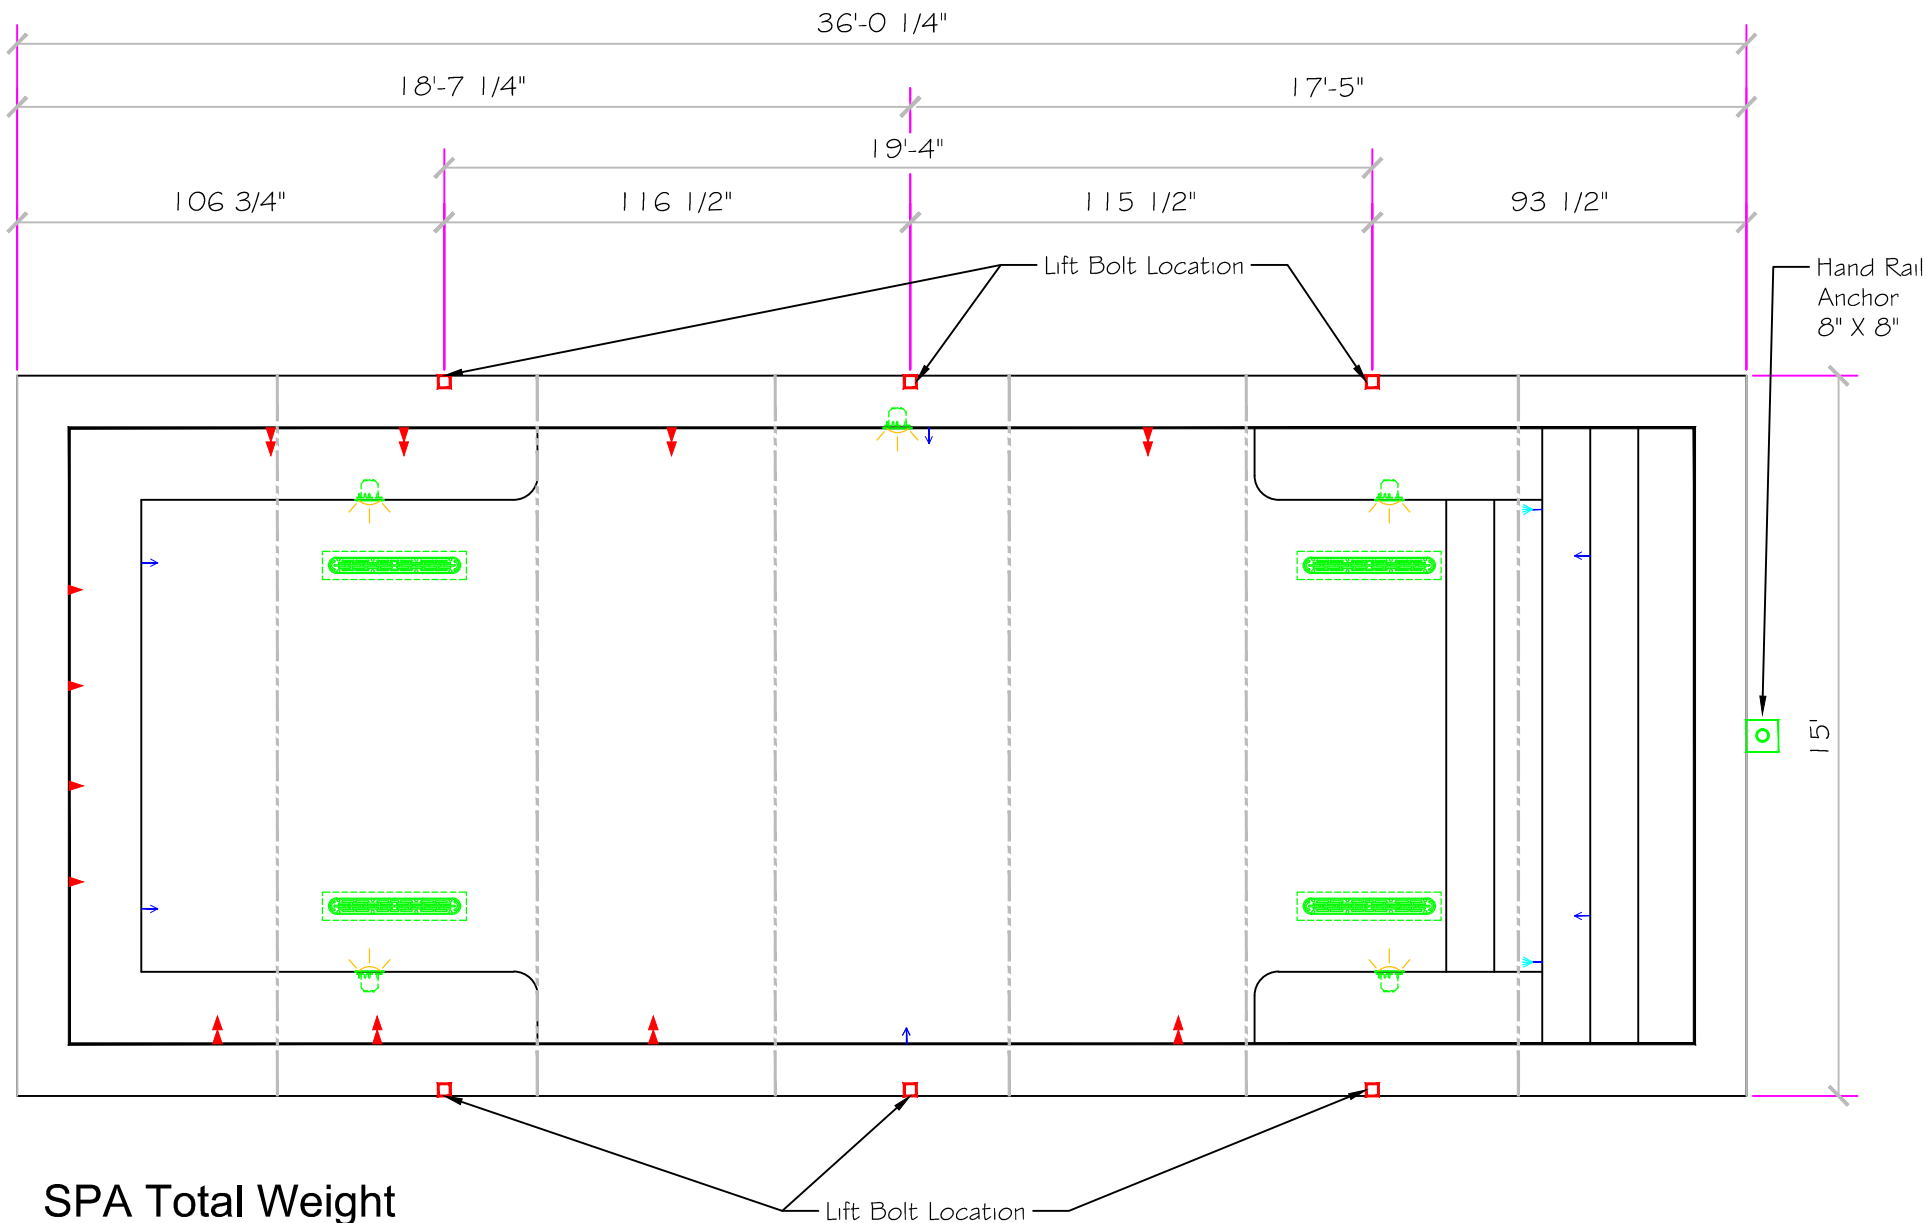 36'-0 1/4"
18'-7 1/4"
17'-5"
19'-4"
106 3/4"
116 1/2"
115 1/2"
93 1/2"
Lift Bolt Location
Hand Rail
Anchor
8" X 8"
15'
SPA Total Weight
Lift Bolt Location